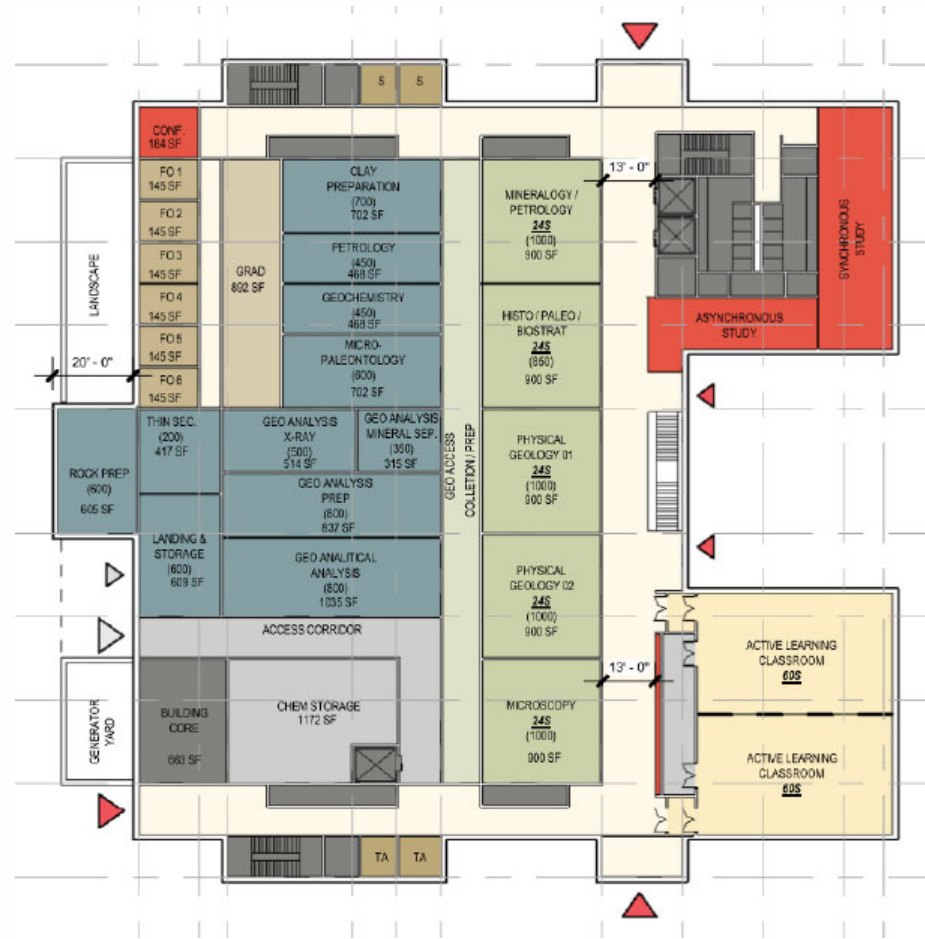 S
S
CONF.
184 SF
FO 1
145 SF
FO 2
145 SF
FO 3
145 SF
FO 4
145 SF
FO 5
145 SF
FO 6
145 SF
LANDSCAPE
20' - 0"
GRAD
892 SF
CLAY
PREPARATION
(700)
702 SF
PETROLOGY
(450)
468 SF
GEOCHEMISTRY
(450)
468 SF
MICRO-
PALEONTOLOGY
(600)
702 SF
MINERALOGY /
PETROLOGY
24S
(1000)
900 SF
13' - 0"
SYNCHRONOUS
STUDY
ASYNCHRONOUS
STUDY
HISTO / PALEO /
BIOSTRAT
24S
(850)
900 SF
ROCK PREP
(600)
605 SF
THIN SEC.
(200)
417 SF
GEO ANALYSIS
X-RAY
(500)
514 SF
GEO ANALYSIS
MINERAL SEP.
(350)
315 SF
GEO ANALYSIS
PREP
(800)
837 SF
LANDING &
STORAGE
(600)
609 SF
GEO ANALITICAL
ANALYSIS
(800)
1035 SF
GEO ACCESS
COLLETION / PREP
PHYSICAL
GEOLOGY 01
24S
(1000)
900 SF
PHYSICAL
GEOLOGY 02
24S
(1000)
900 SF
ACCESS CORRIDOR
GENERATOR
YARD
BUILDING
CORE
663 SF
CHEM STORAGE
1172 SF
MICROSCOPY
24S
(1000)
900 SF
13' - 0"
ACTIVE LEARNING
CLASSROOM
60S
ACTIVE LEARNING
CLASSROOM
60S
TA
TA